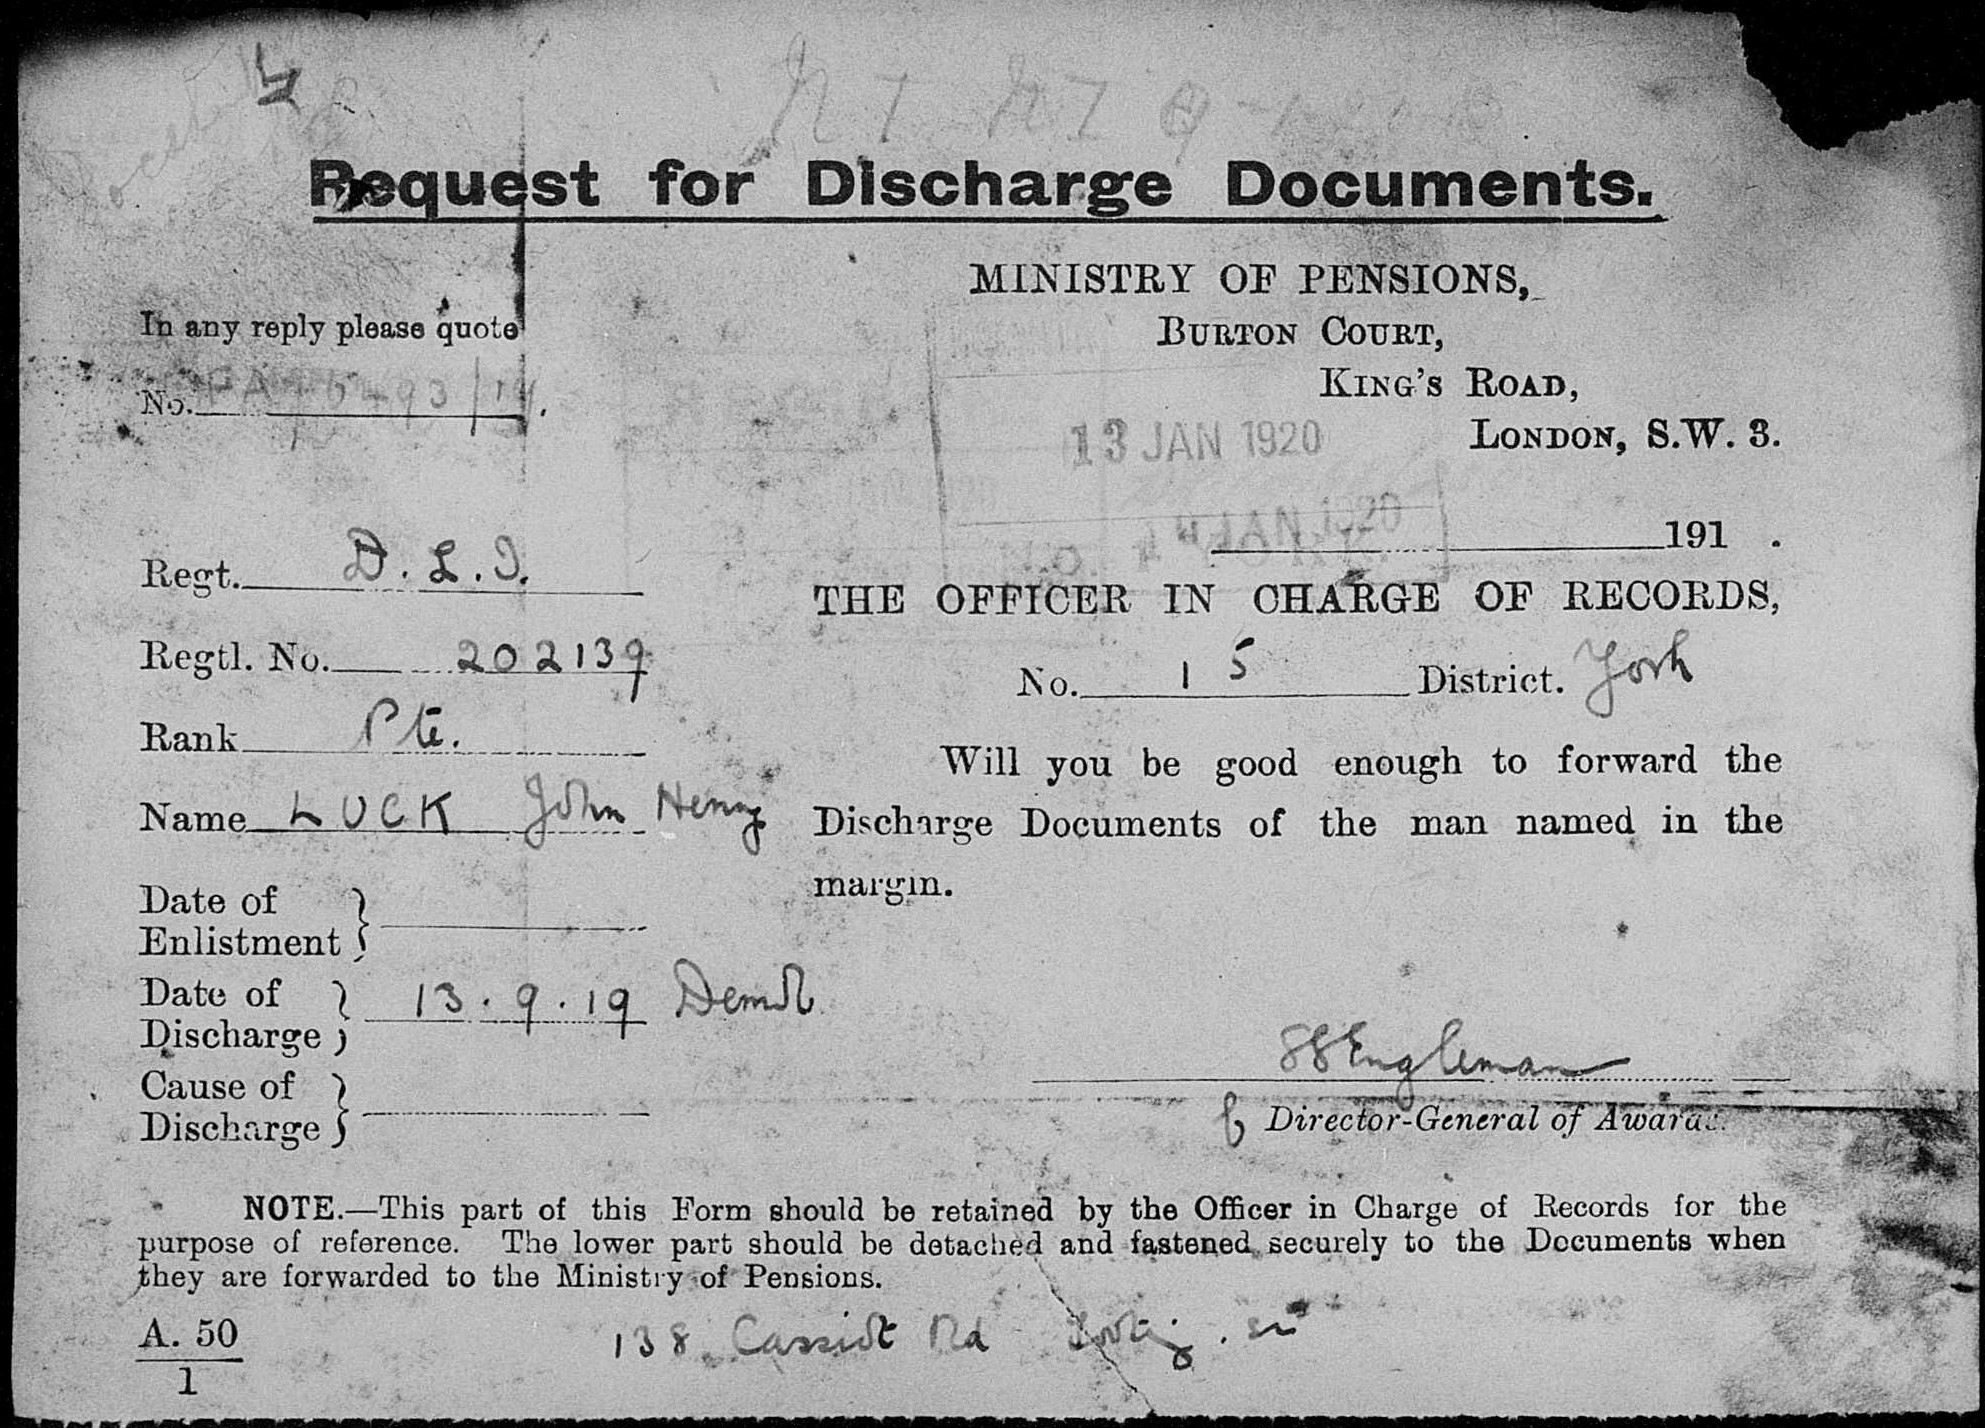 Request for Discharge Documents.
MINISTRY OF PENSIONS,
BURTON COURT,
KING'S ROAD,
LONDON, S.W. 3.
In any reply please quote
No.
13 JAN 1920
14 JAN 1920
191 .
Regt. D.L.I.
Regtl. No. 202139
Rank Pte.
Name LUCK John Henry
Date of Enlistment
Date of Discharge 13.9.19 Demob
Cause of Discharge
THE OFFICER IN CHARGE OF RECORDS,
No. 15 District. York
Will you be good enough to forward the
Discharge Documents of the man named in the
margin.
Engleman
Director-General of Awards.
NOTE.—This part of this Form should be retained by the Officer in Charge of Records for the
purpose of reference. The lower part should be detached and fastened securely to the Documents when
they are forwarded to the Ministry of Pensions.
A. 50
1
138 Rd Tooting.